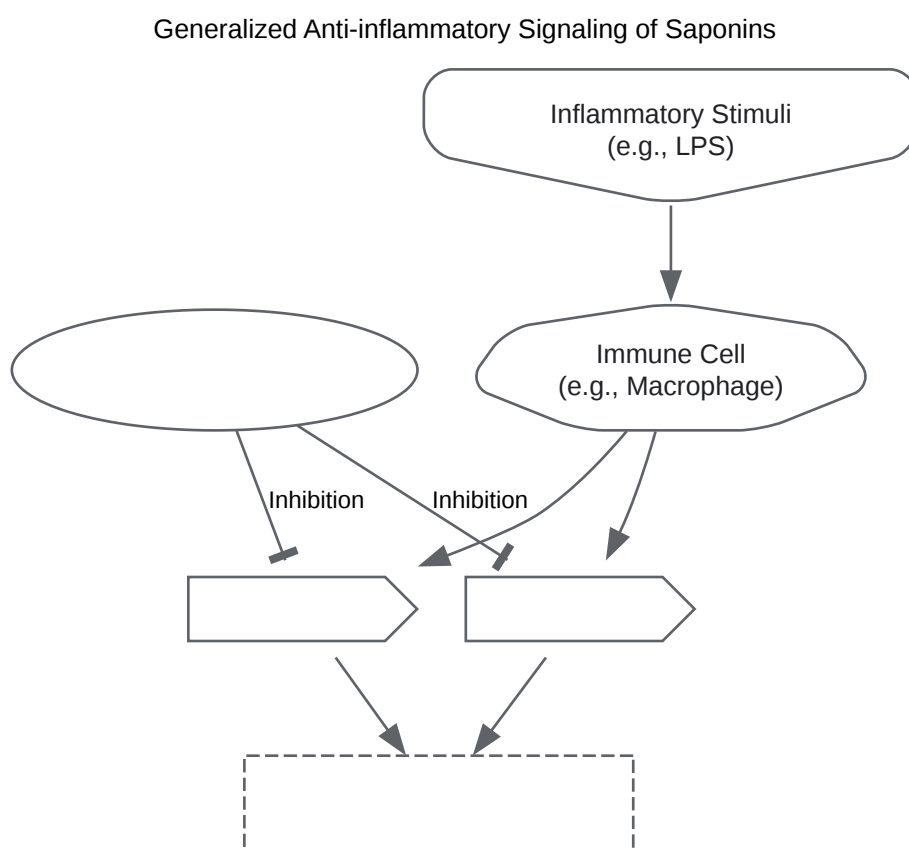 Generalized Anti-inflammatory Signaling of Saponins
Inflammatory Stimuli
(e.g., LPS)
Immune Cell
(e.g., Macrophage)
Inhibition
Inhibition